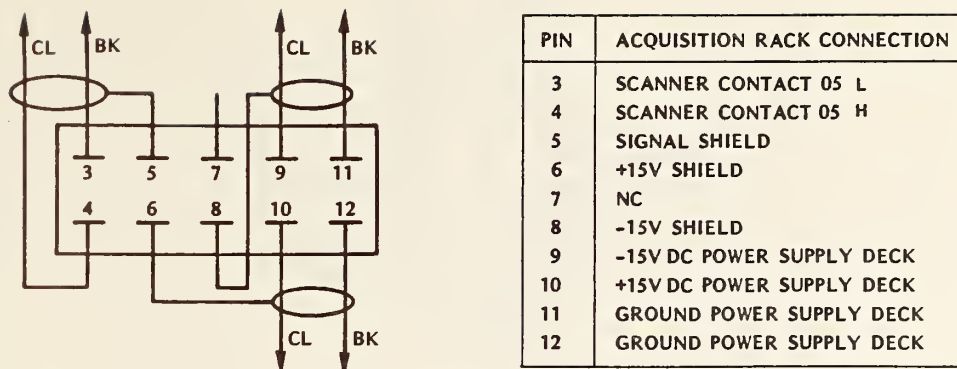 CL BK CL BK
3 5 7 9 11
4 6 8 10 12
CL BK
PIN ACQUISITION RACK CONNECTION
3 SCANNER CONTACT 05 L
4 SCANNER CONTACT 05 H
5 SIGNAL SHIELD
6 +15V SHIELD
7 NC
8 -15V SHIELD
9 -15V DC POWER SUPPLY DECK
10 +15V DC POWER SUPPLY DECK
11 GROUND POWER SUPPLY DECK
12 GROUND POWER SUPPLY DECK